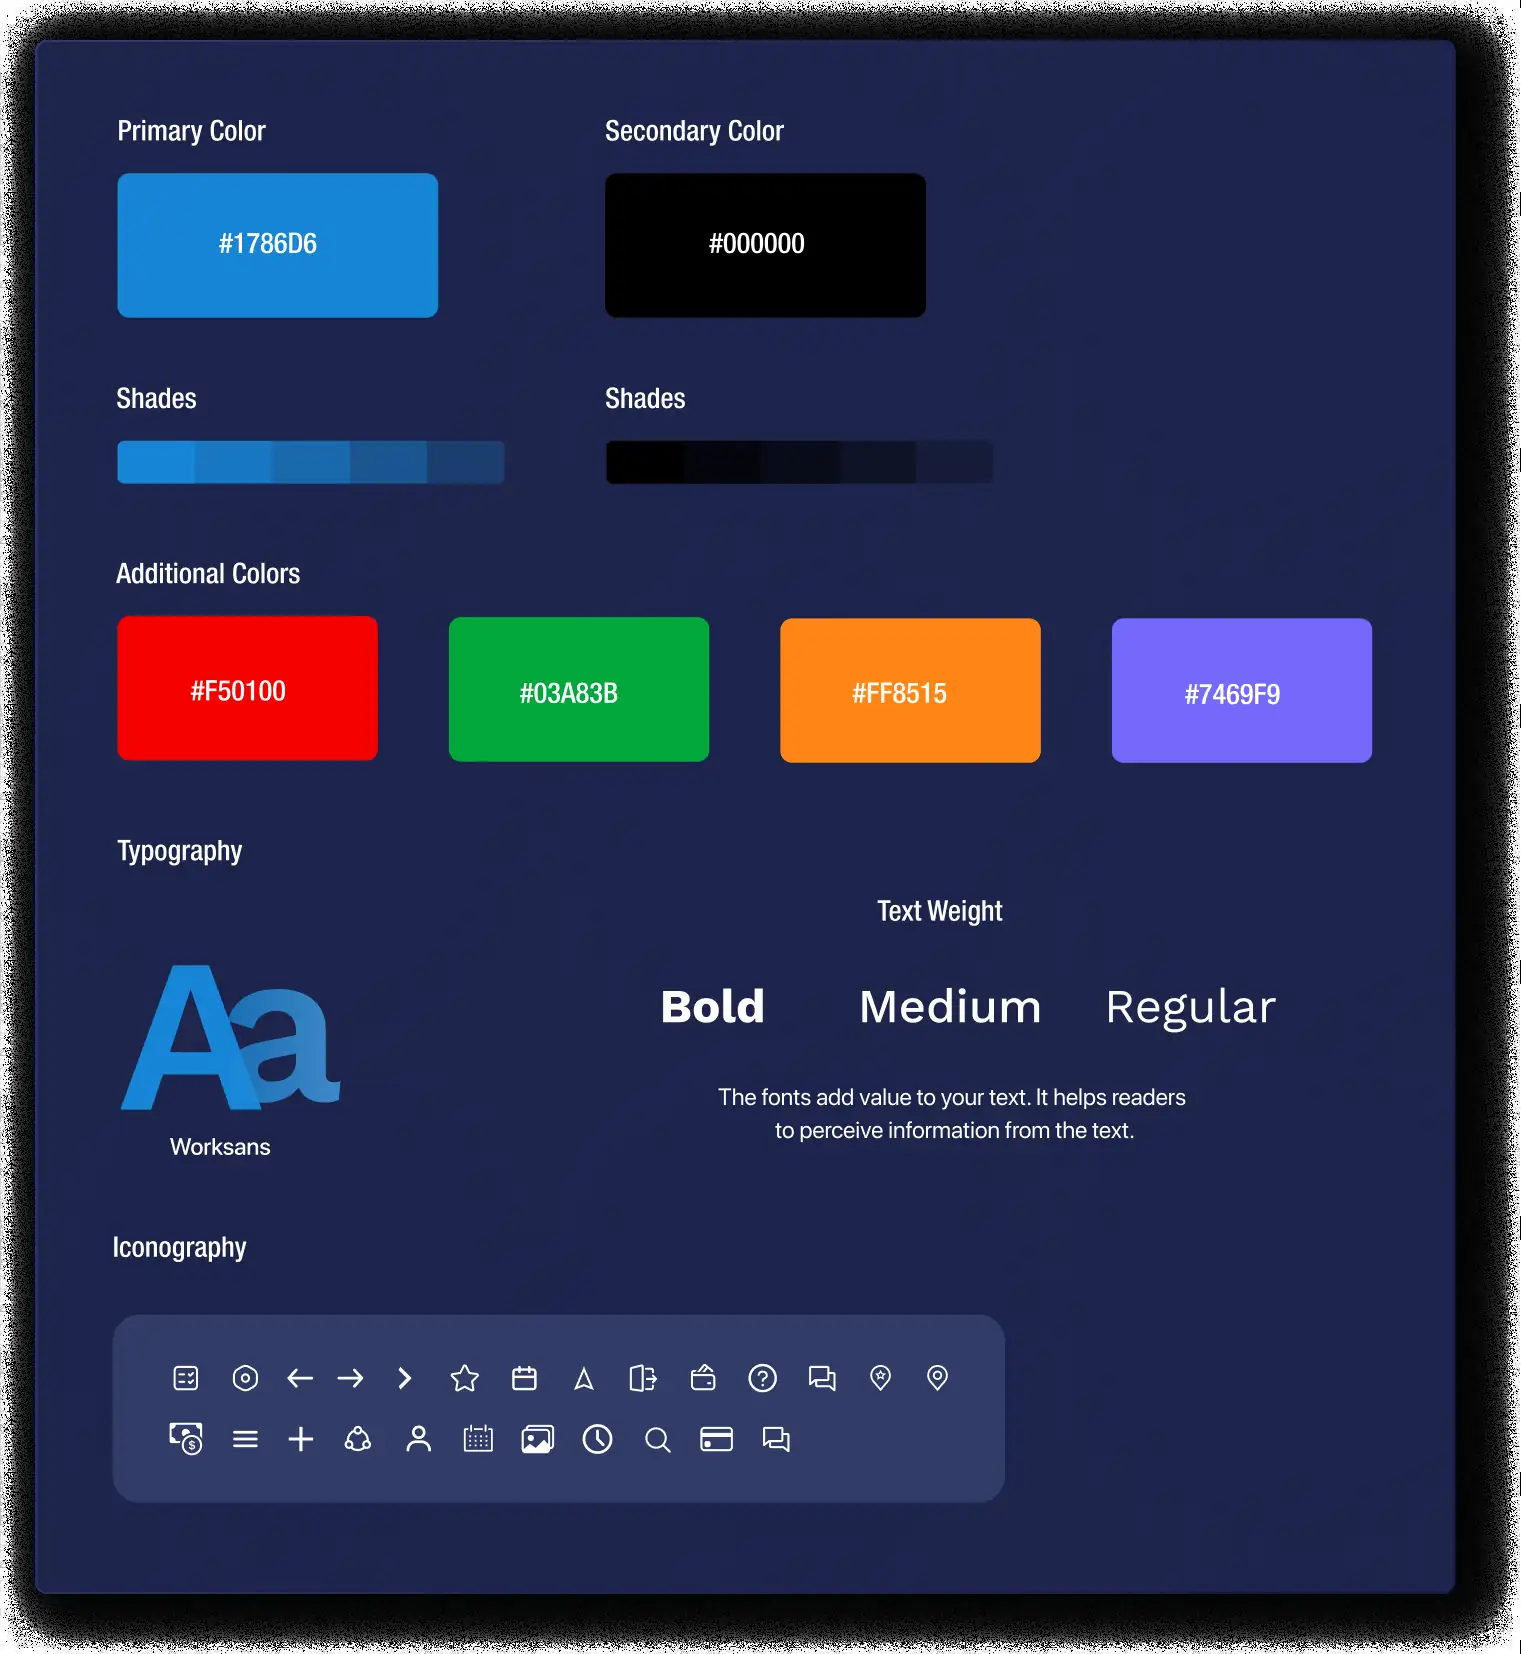 Primary Color
Secondary Color
#1786D6
#000000
Shades
Shades
Additional Colors
#F50100
#03A83B
#FF8515
#7469F9
Typography
Text Weight
Aa
Bold
Medium
Regular
The fonts add value to your text. It helps readers
to perceive information from the text.
Worksans
Iconography